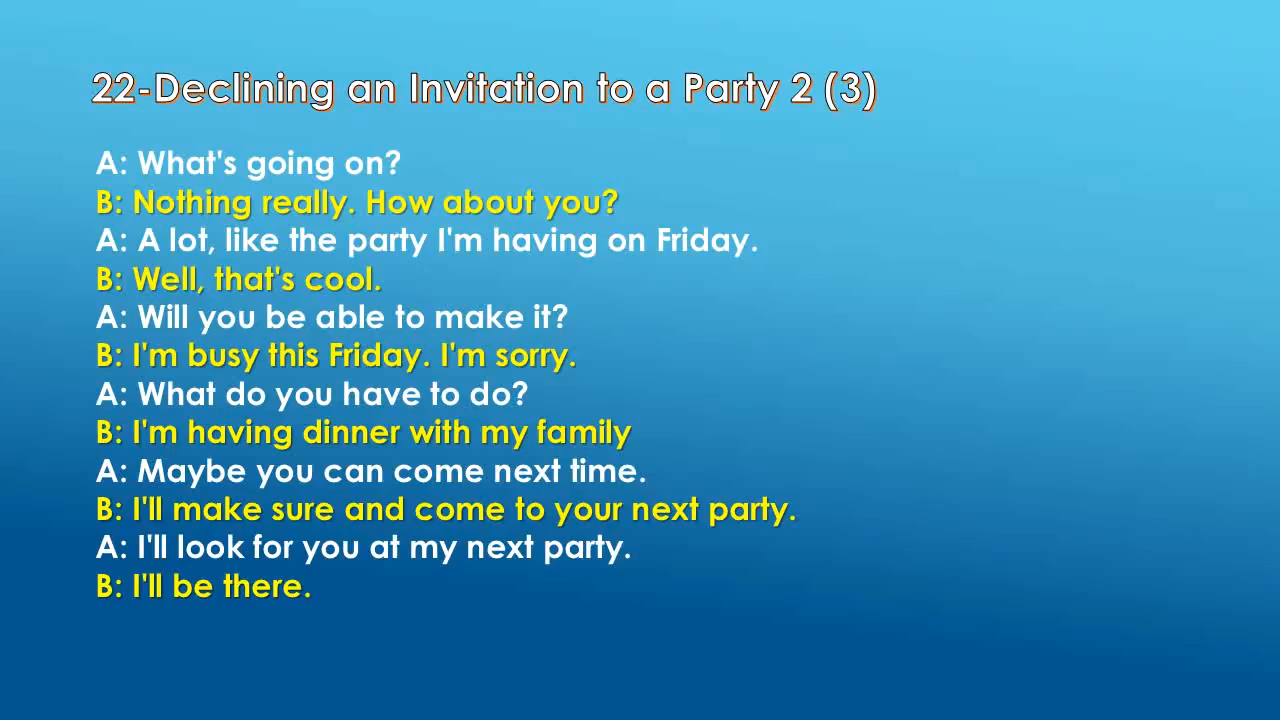 22-Declining an Invitation to a Party 2 (3)
A: What's going on?
B: Nothing really. How about you?
A: A lot, like the party I'm having on Friday.
B: Well, that's cool.
A: Will you be able to make it?
B: I'm busy this Friday. I'm sorry.
A: What do you have to do?
B: I'm having dinner with my family
A: Maybe you can come next time.
B: I'll make sure and come to your next party.
A: I'll look for you at my next party.
B: I'll be there.